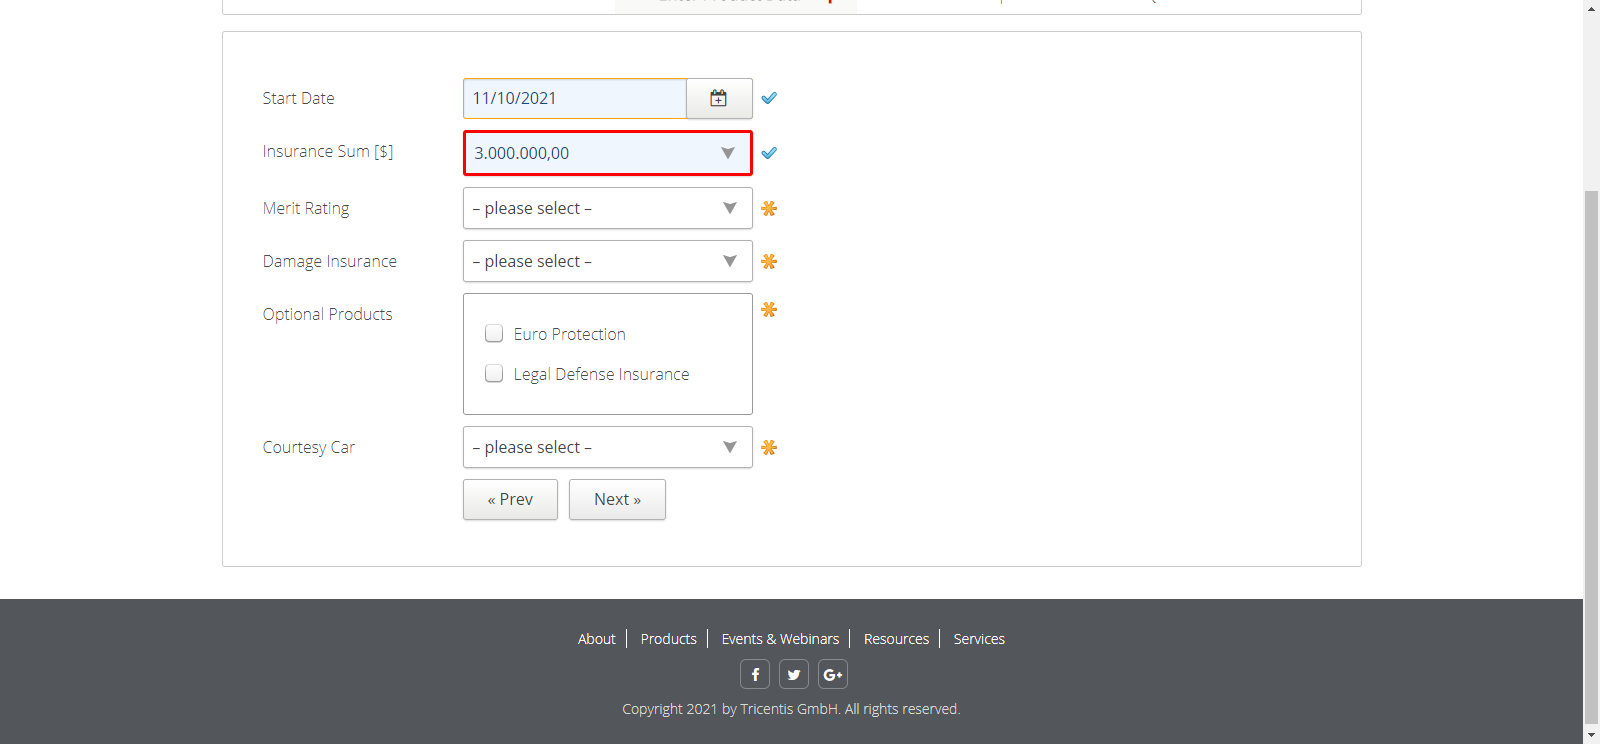 Start Date
11/10/2021
Insurance Sum [$]
3.000.000,00
Merit Rating
– please select –
Damage Insurance
– please select –
Optional Products
Euro Protection
Legal Defense Insurance
Courtesy Car
– please select –
« Prev
Next »
About
Products
Events & Webinars
Resources
Services
Copyright 2021 by Tricentis GmbH. All rights reserved.